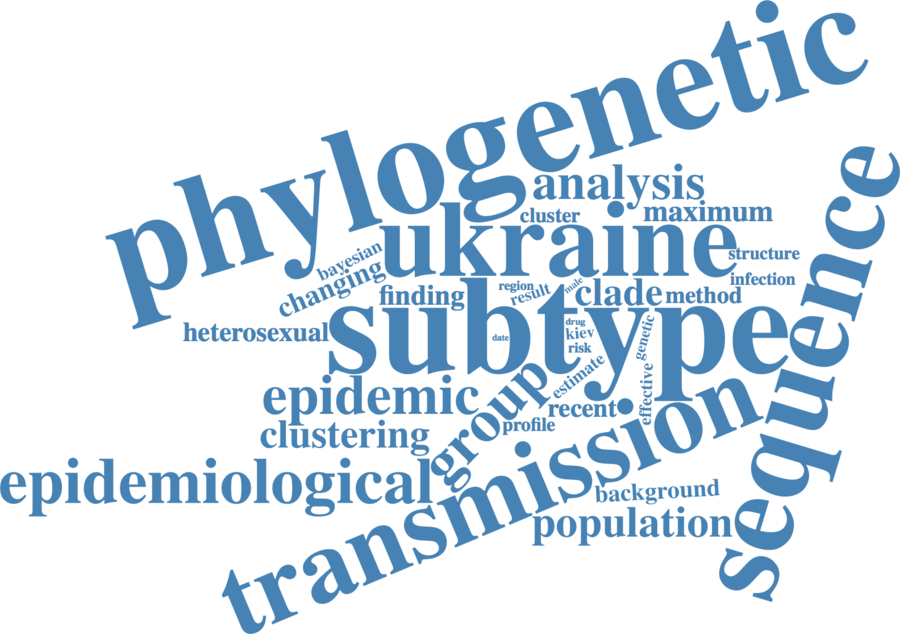 phylogenetic
analysis
cluster
maximum
ukraine
structure
bayesian
changing
infection
region
result
male
finding
clade
method
subtype
heterosexual
sequence
date
drug
kiev
risk
genetic
epidemic
group
estimate
effective
recent
profile
clustering
transmission
epidemiological
background
population